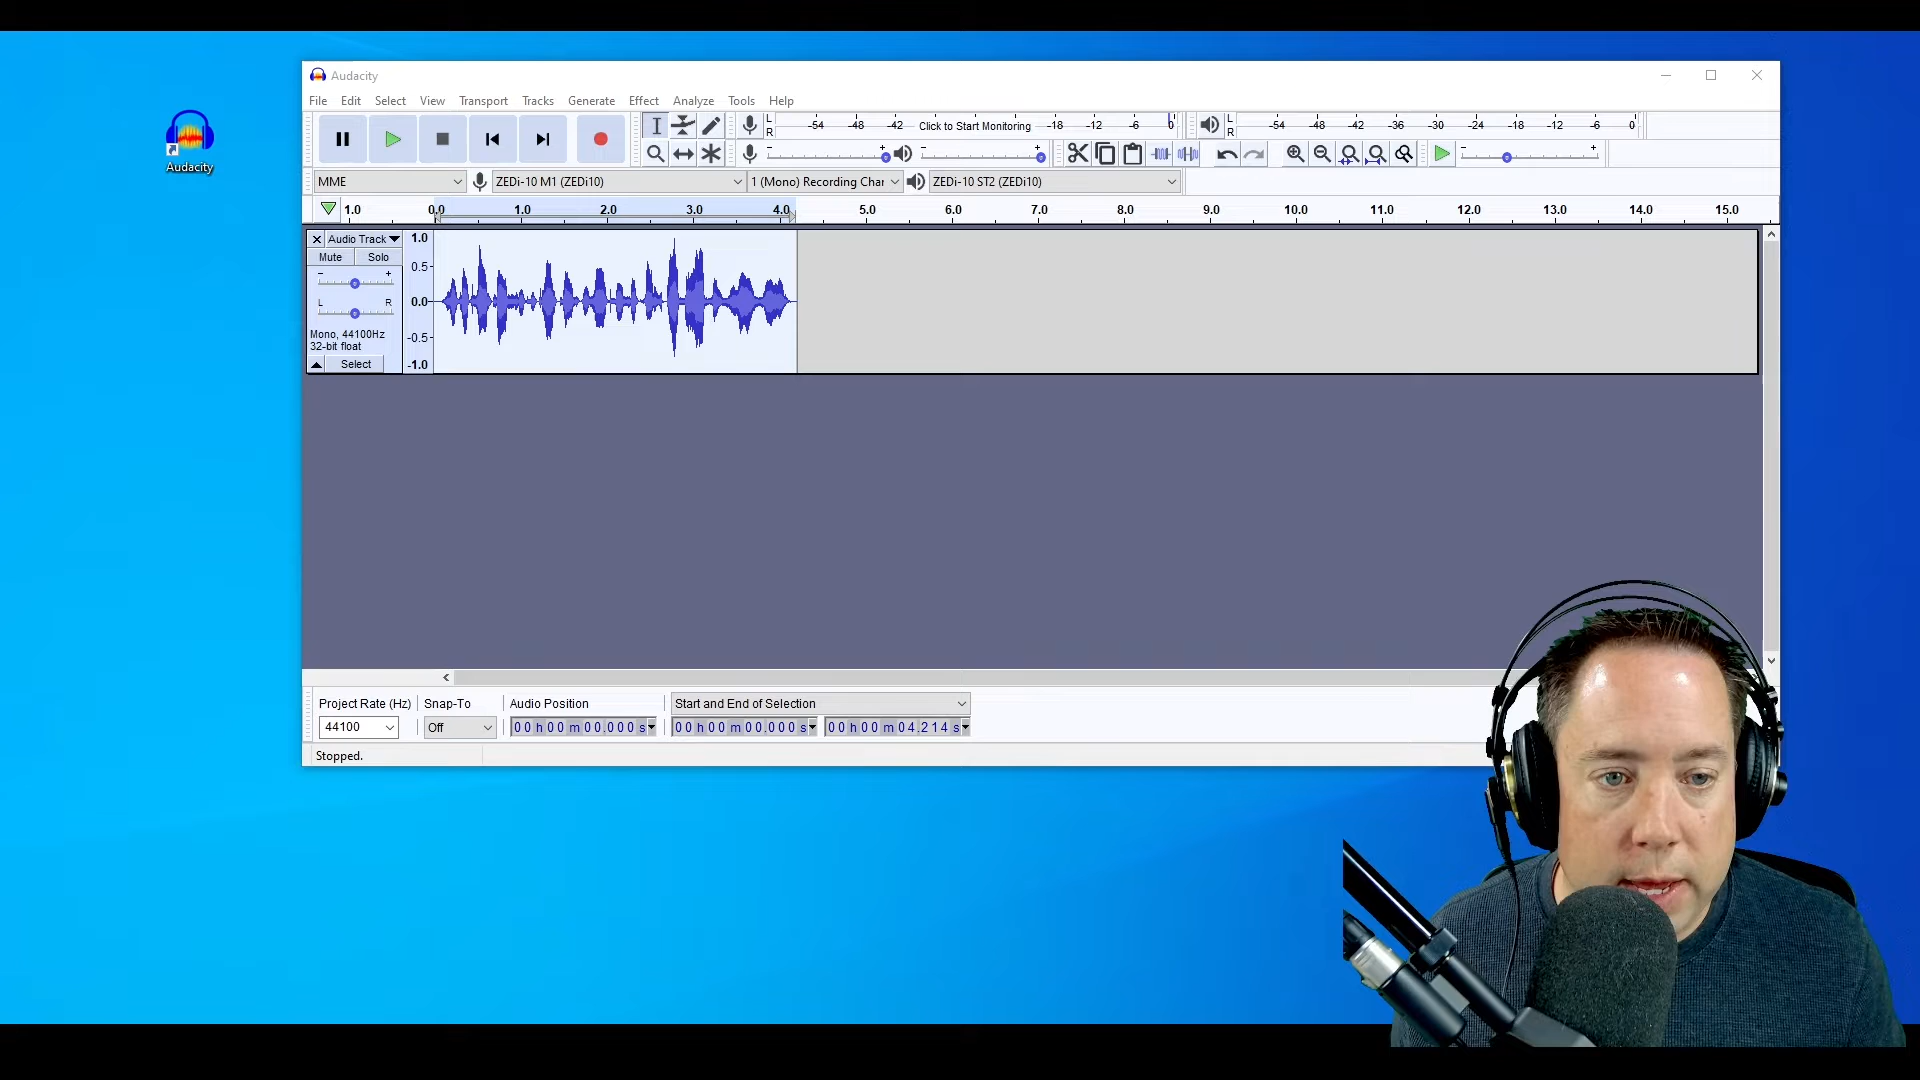 Audacity
Audacity
File Edit Select View Transport Tracks Generate Effect Analyze Tools Help
L R -54 -48 -42 Click to Start Monitoring -18 -12 -6 0 L R -54 -48 -42 -36 -30 -24 -18 -12 -6 0
- + - + - +
MME ZEDi-10 M1 (ZEDi10) 1 (Mono) Recording Char ZEDi-10 ST2 (ZEDi10)
1.0 0.0 1.0 2.0 3.0 4.0 5.0 6.0 7.0 8.0 9.0 10.0 11.0 12.0 13.0 14.0 15.0
Audio Track 1.0
Mute Solo
- + 0.5
L R 0.0
Mono, 44100Hz -0.5
32-bit float
Select -1.0
Project Rate (Hz) Snap-To Audio Position Start and End of Selection
44100 Off 00 h 00 m 00.000 s 00 h 00 m 00.000 s 00 h 00 m 04.214 s
Stopped.